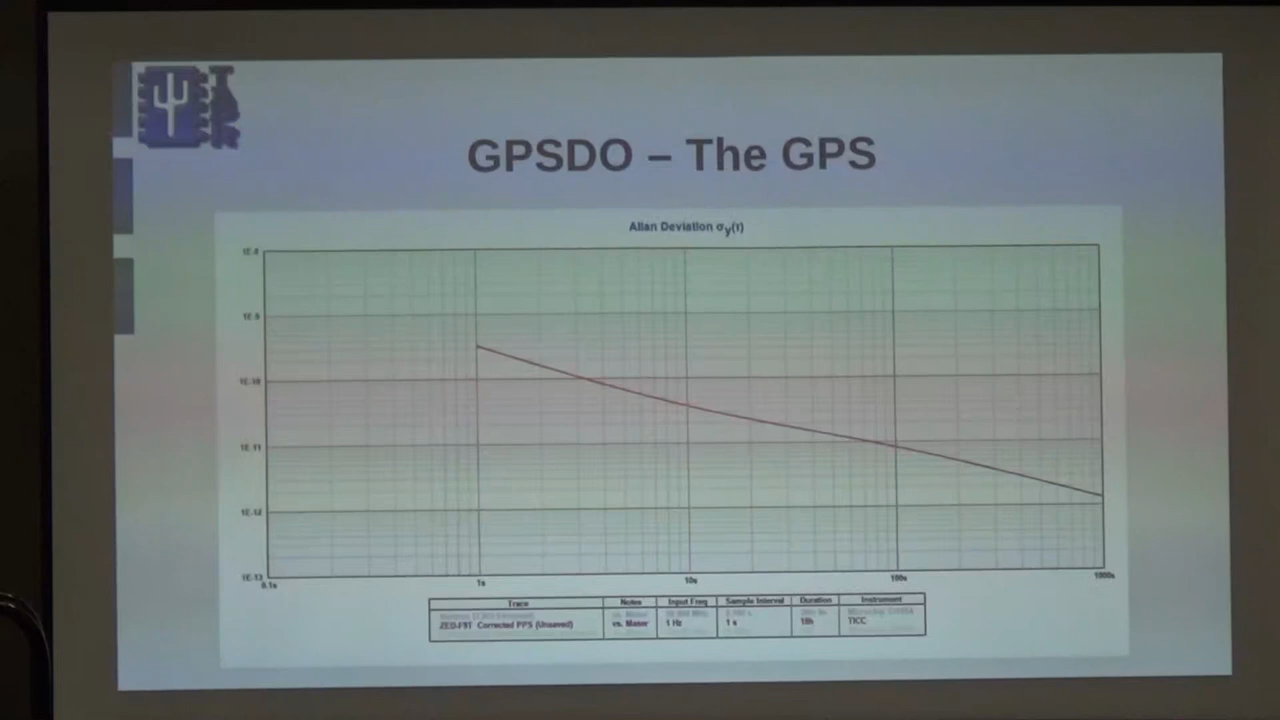 GPSDO – The GPS
Allan Deviation σy(τ)
1E-8
1E-9
1E-10
1E-11
1E-12
1E-13
0.1s 1s 10s 100s 1000s
Trace Notes Input Freq Sample Interval Duration Instrument
ZED-F9T Corrected PPS (Unsaved) vs. Maser 1 Hz 1 s 18h TICC